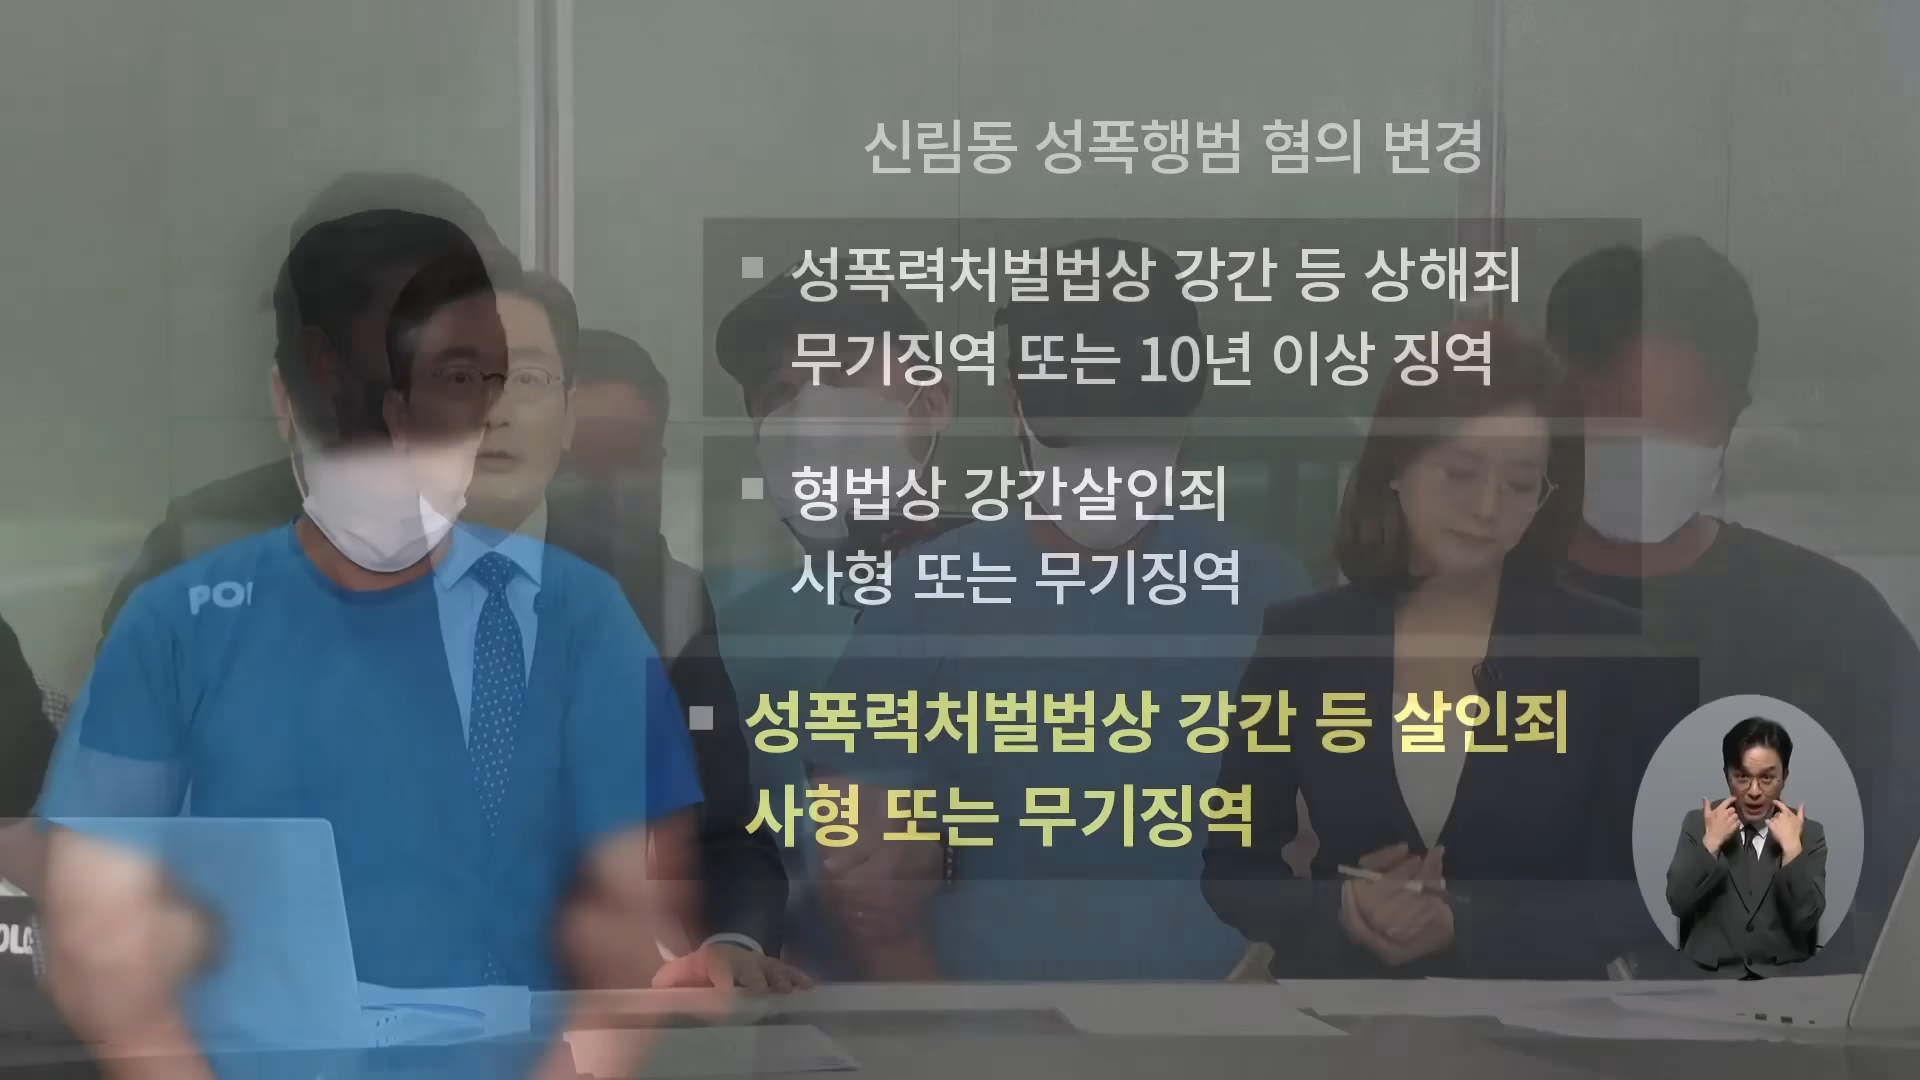 신림동 성폭행범 혐의 변경
성폭력처벌법상 강간 등 상해죄
무기징역 또는 10년 이상 징역
형법상 강간살인죄
사형 또는 무기징역
성폭력처벌법상 강간 등 살인죄
사형 또는 무기징역